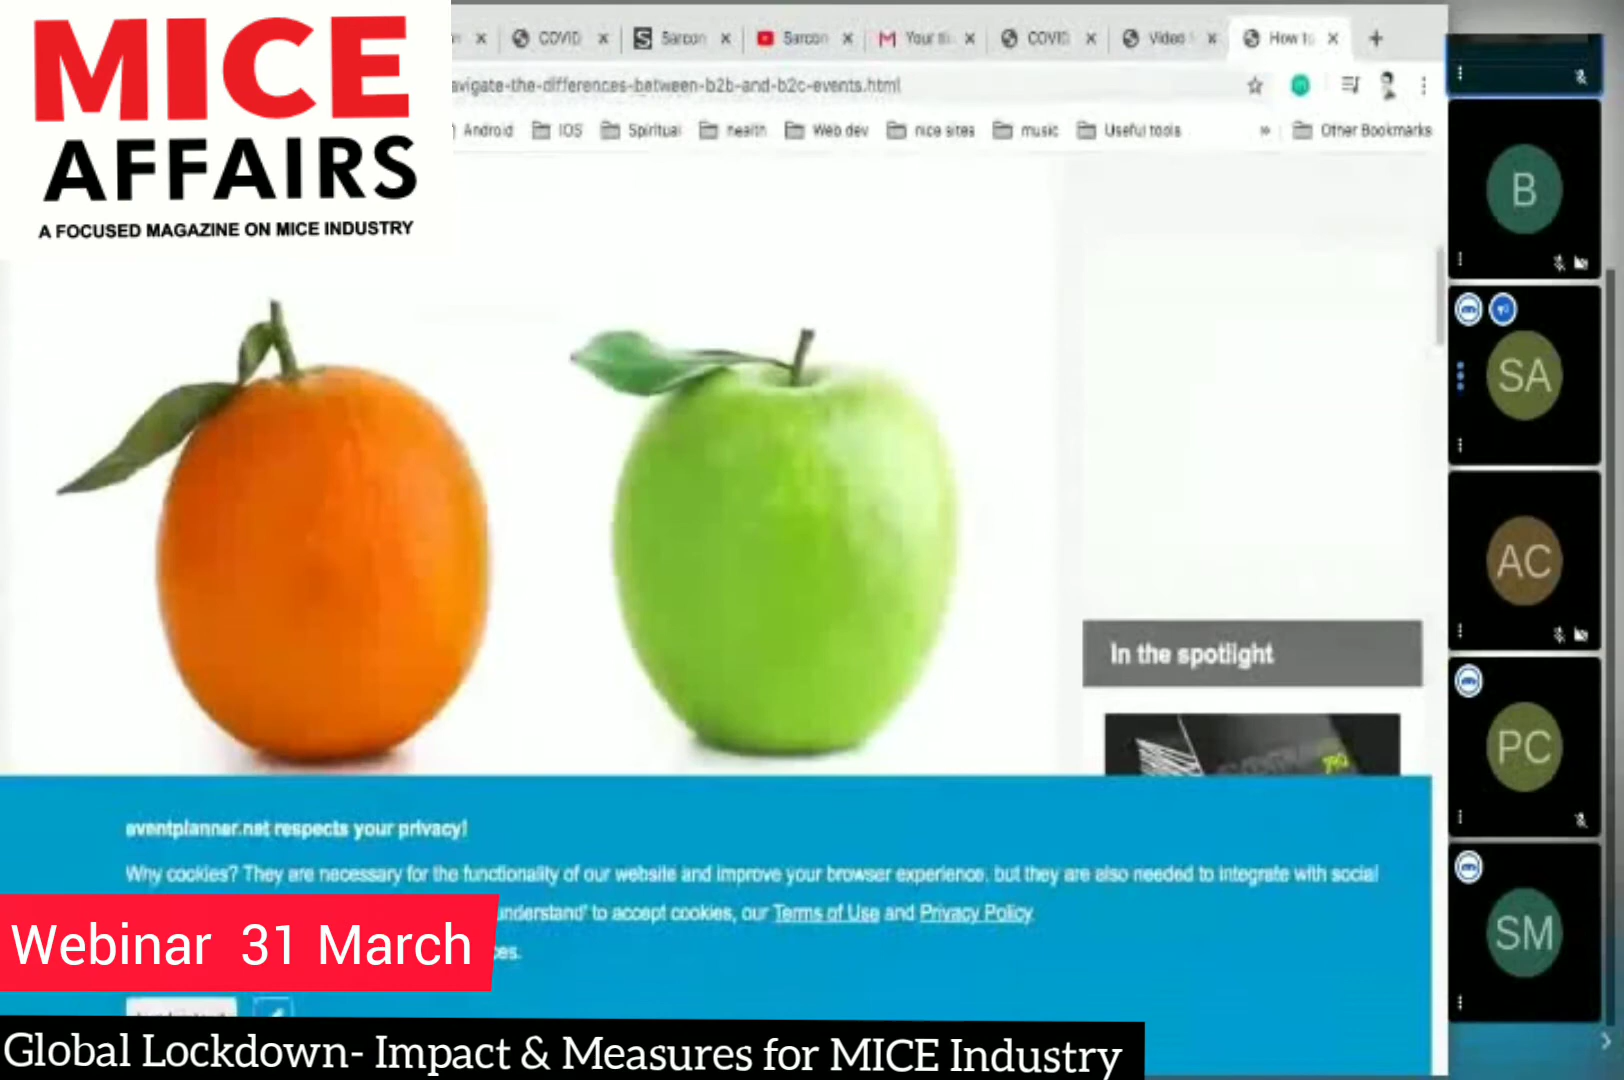 MICE
AFFAIRS
A FOCUSED MAGAZINE ON MICE INDUSTRY
COVID
Sarcon
Sarcon
Your
COVID
Video
How to
avigate-the-differences-between-b2b-and-b2c-events.html
Android
IOS
Spiritual
health
Web dev
nice sites
music
Useful tools
»
Other Bookmarks
B
SA
AC
PC
SM
In the spotlight
eventplanner.net respects your privacy!
Why cookies? They are necessary for the functionality of our website and improve your browser experience, but they are also needed to integrate with social
understand' to accept cookies, our Terms of Use and Privacy Policy.
ces.
Webinar 31 March
Global Lockdown- Impact & Measures for MICE Industry